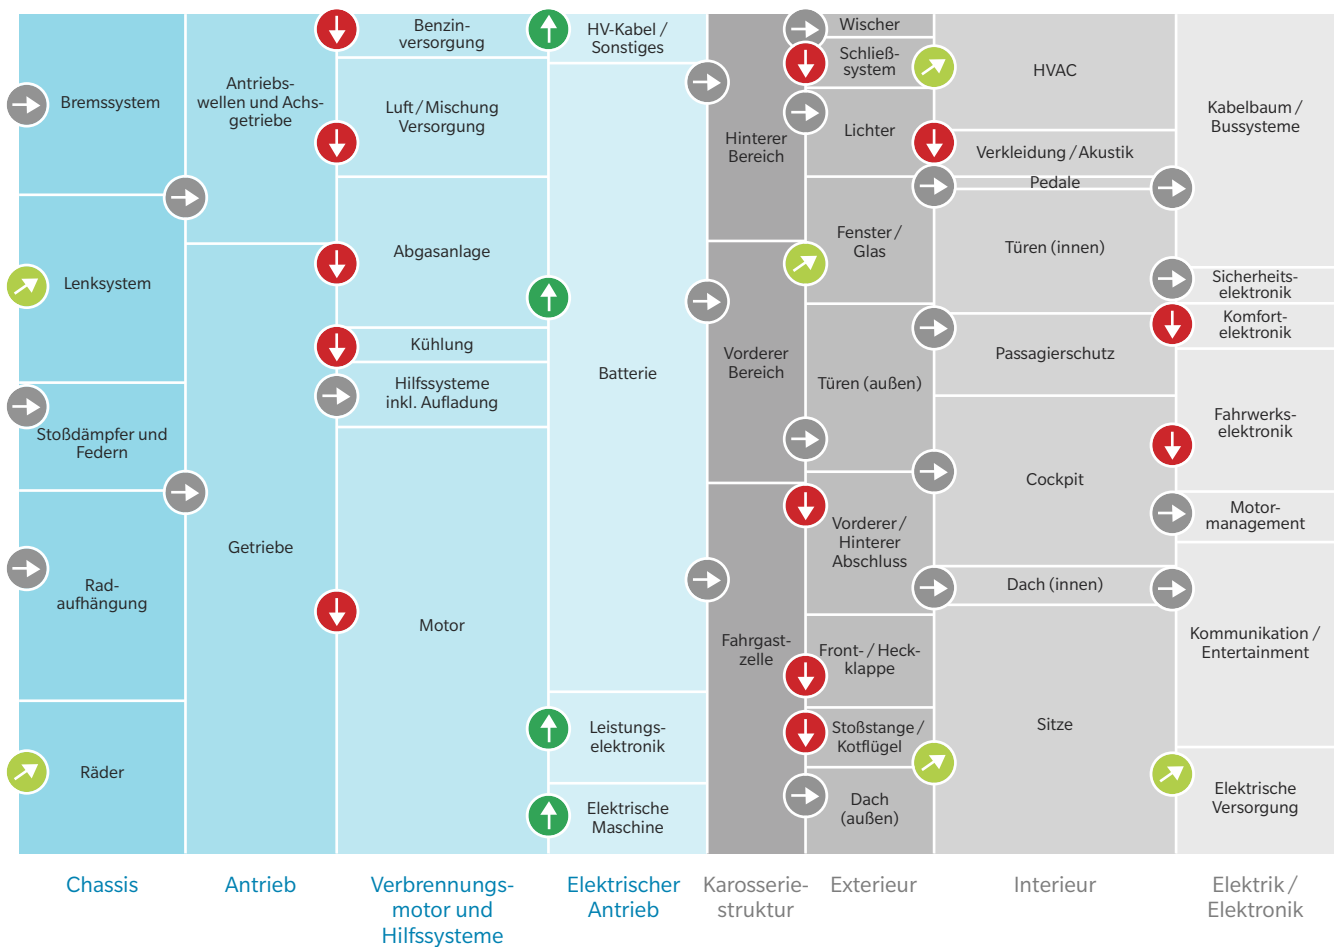 Bremssystem
Lenksystem
Stoßdämpfer und
Federn
Rad-
aufhängung
Räder
Antriebs-
wellen und Achs-
getriebe
Getriebe
Benzin-
versorgung
Luft / Mischung
Versorgung
Abgasanlage
Kühlung
Hilfssysteme
inkl. Aufladung
Motor
HV-Kabel /
Sonstiges
Batterie
Leistungs-
elektronik
Elektrische
Maschine
Hinterer
Bereich
Vorderer
Bereich
Fahrgast-
zelle
Wischer
Schließ-
system
Lichter
Fenster /
Glas
Türen (außen)
Vorderer /
Hinterer
Abschluss
Front- / Heck-
klappe
Stoßstange /
Kotflügel
Dach
(außen)
HVAC
Verkleidung / Akustik
Pedale
Türen (innen)
Passagierschutz
Cockpit
Dach (innen)
Sitze
Kabelbaum /
Bussysteme
Sicherheits-
elektronik
Komfort-
elektronik
Fahrwerks-
elektronik
Motor-
management
Kommunikation /
Entertainment
Elektrische
Versorgung
Chassis
Antrieb
Verbrennungs-
motor und
Hilfssysteme
Elektrischer
Antrieb
Karosserie-
struktur
Exterieur
Interieur
Elektrik /
Elektronik